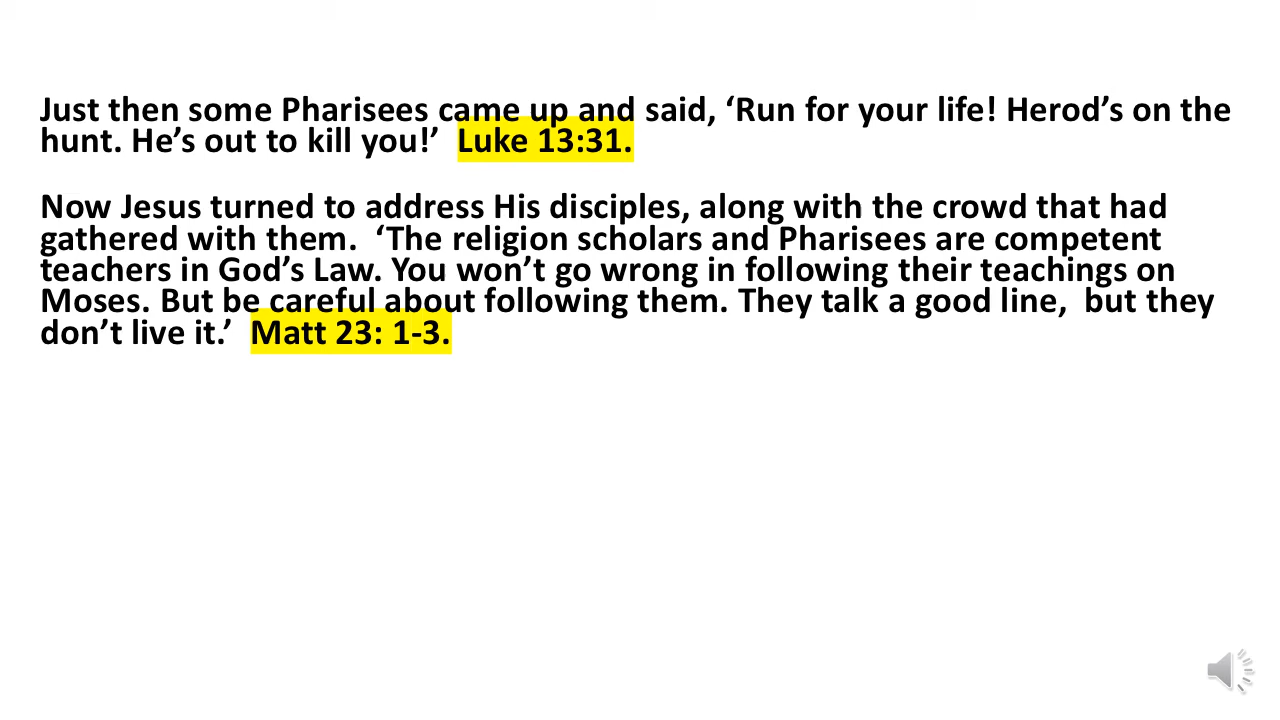 Just then some Pharisees came up and said, ‘Run for your life! Herod’s on the
hunt. He’s out to kill you!’  Luke 13:31.
Now Jesus turned to address His disciples, along with the crowd that had
gathered with them.  ‘The religion scholars and Pharisees are competent
teachers in God’s Law. You won’t go wrong in following their teachings on
Moses. But be careful about following them. They talk a good line,  but they
don’t live it.’  Matt 23: 1-3.